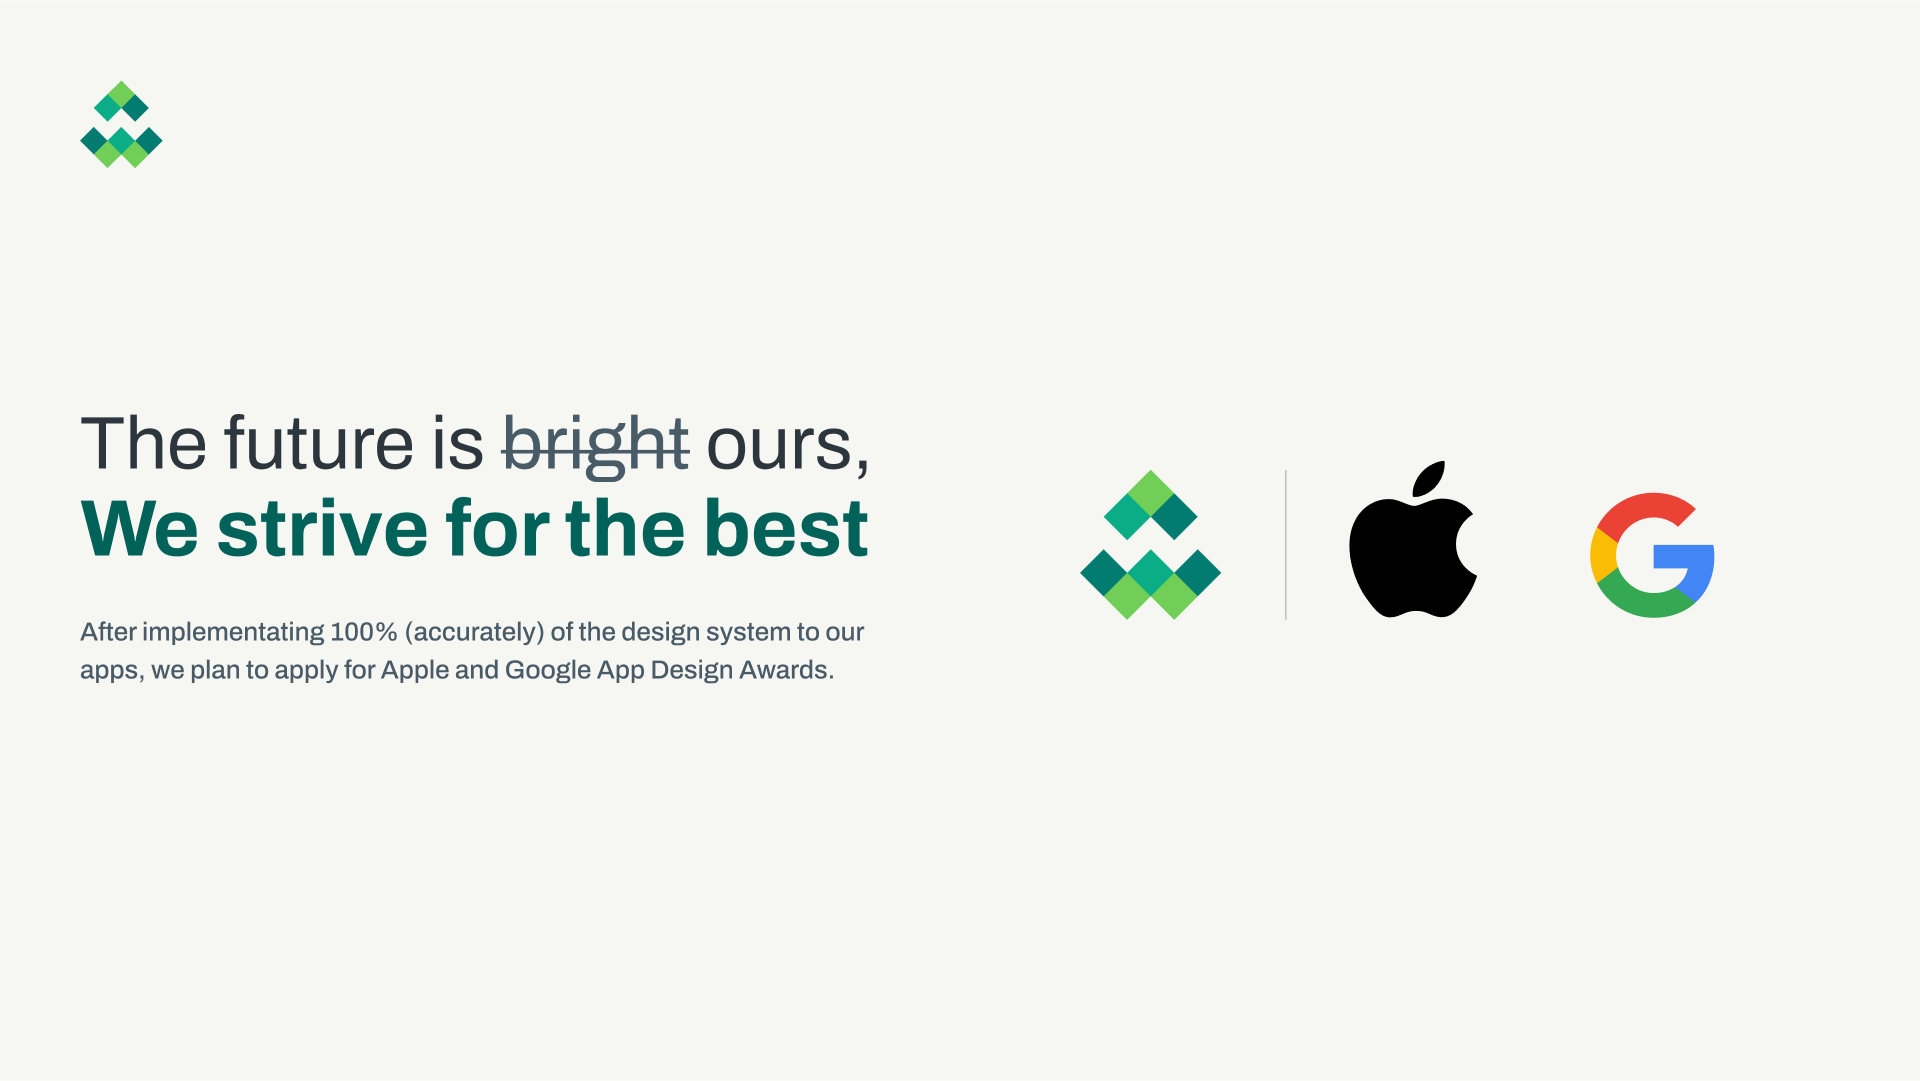 The future is bright ours,
We strive for the best
After implementating 100% (accurately) of the design system to our
apps, we plan to apply for Apple and Google App Design Awards.